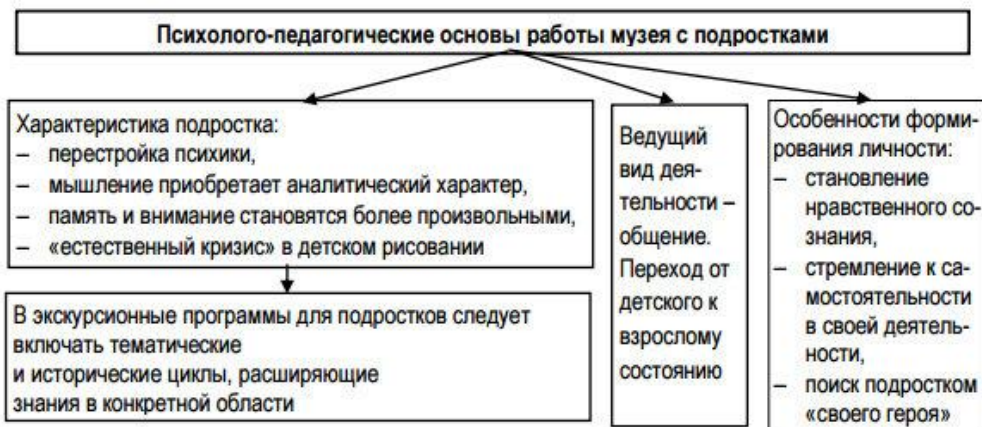 Психолого-педагогические основы работы музея с подростками
Характеристика подростка:
– перестройка психики,
– мышление приобретает аналитический характер,
– память и внимание становятся более произвольными,
– «естественный кризис» в детском рисовании
В экскурсионные программы для подростков следует
включать тематические
и исторические циклы, расширяющие
знания в конкретной области
Ведущий
вид дея-
тельности –
общение.
Переход от
детского к
взрослому
состоянию
Особенности форми-
рования личности:
– становление
нравственного со-
знания,
– стремление к са-
мостоятельности
в своей деятель-
ности,
– поиск подростком
«своего героя»